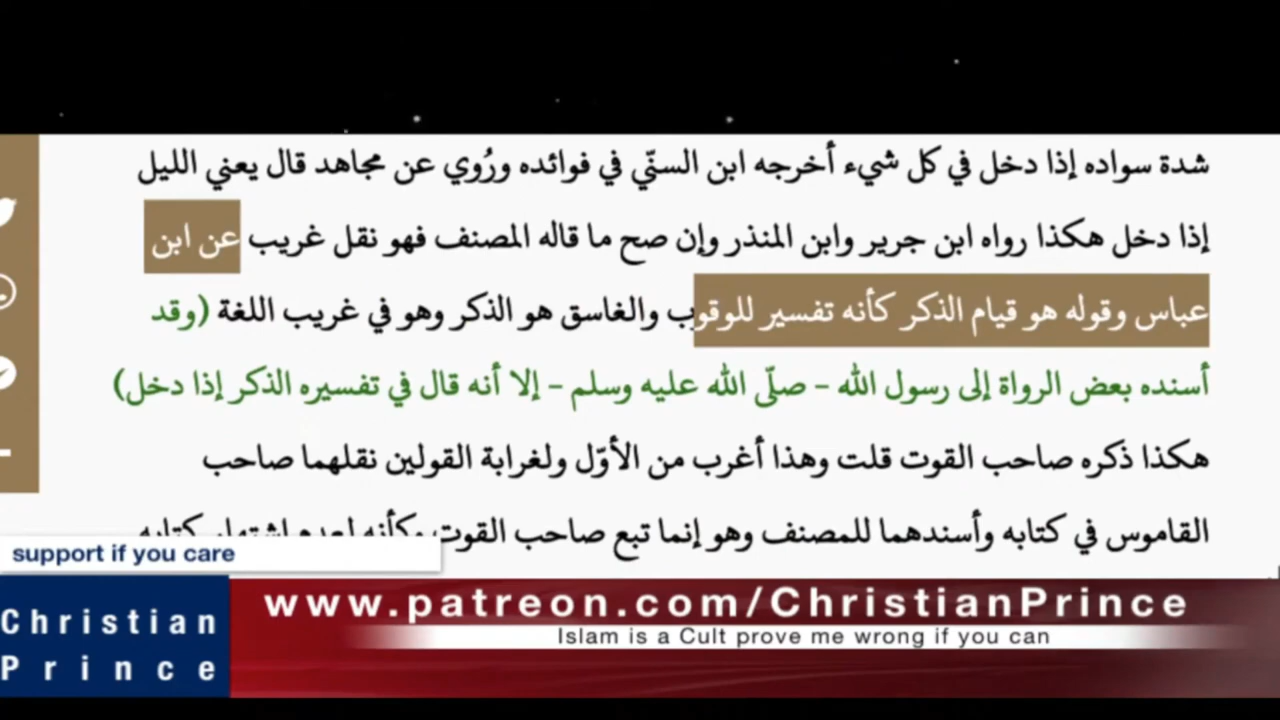 شدة سواده إذا دخل في كل شيء أخرجه ابن السنّي في فوائده ورُوي عن مجاهد قال يعني الليل
إذا دخل هكذا رواه ابن جرير وابن المنذر وإن صح ما قاله المصنف فهو نقل غريب عن ابن
عباس وقوله هو قيام الذكر كأنه تفسير للوقوب والغاسق هو الذكر وهو في غريب اللغة (وقد
أسنده بعض الرواة إلى رسول الله - صلّى الله عليه وسلم - إلا أنه قال في تفسيره الذكر إذا دخل)
هكذا ذكره صاحب القوت قلت وهذا أغرب من الأوّل ولغرابة القولين نقلهما صاحب
القاموس في كتابه وأسندهما للمصنف وهو إنما تبع صاحب القوت وكأنه لعدم اشتهار كتابه
support if you care
Christian
Prince
www.patreon.com/ChristianPrince
Islam is a Cult prove me wrong if you can